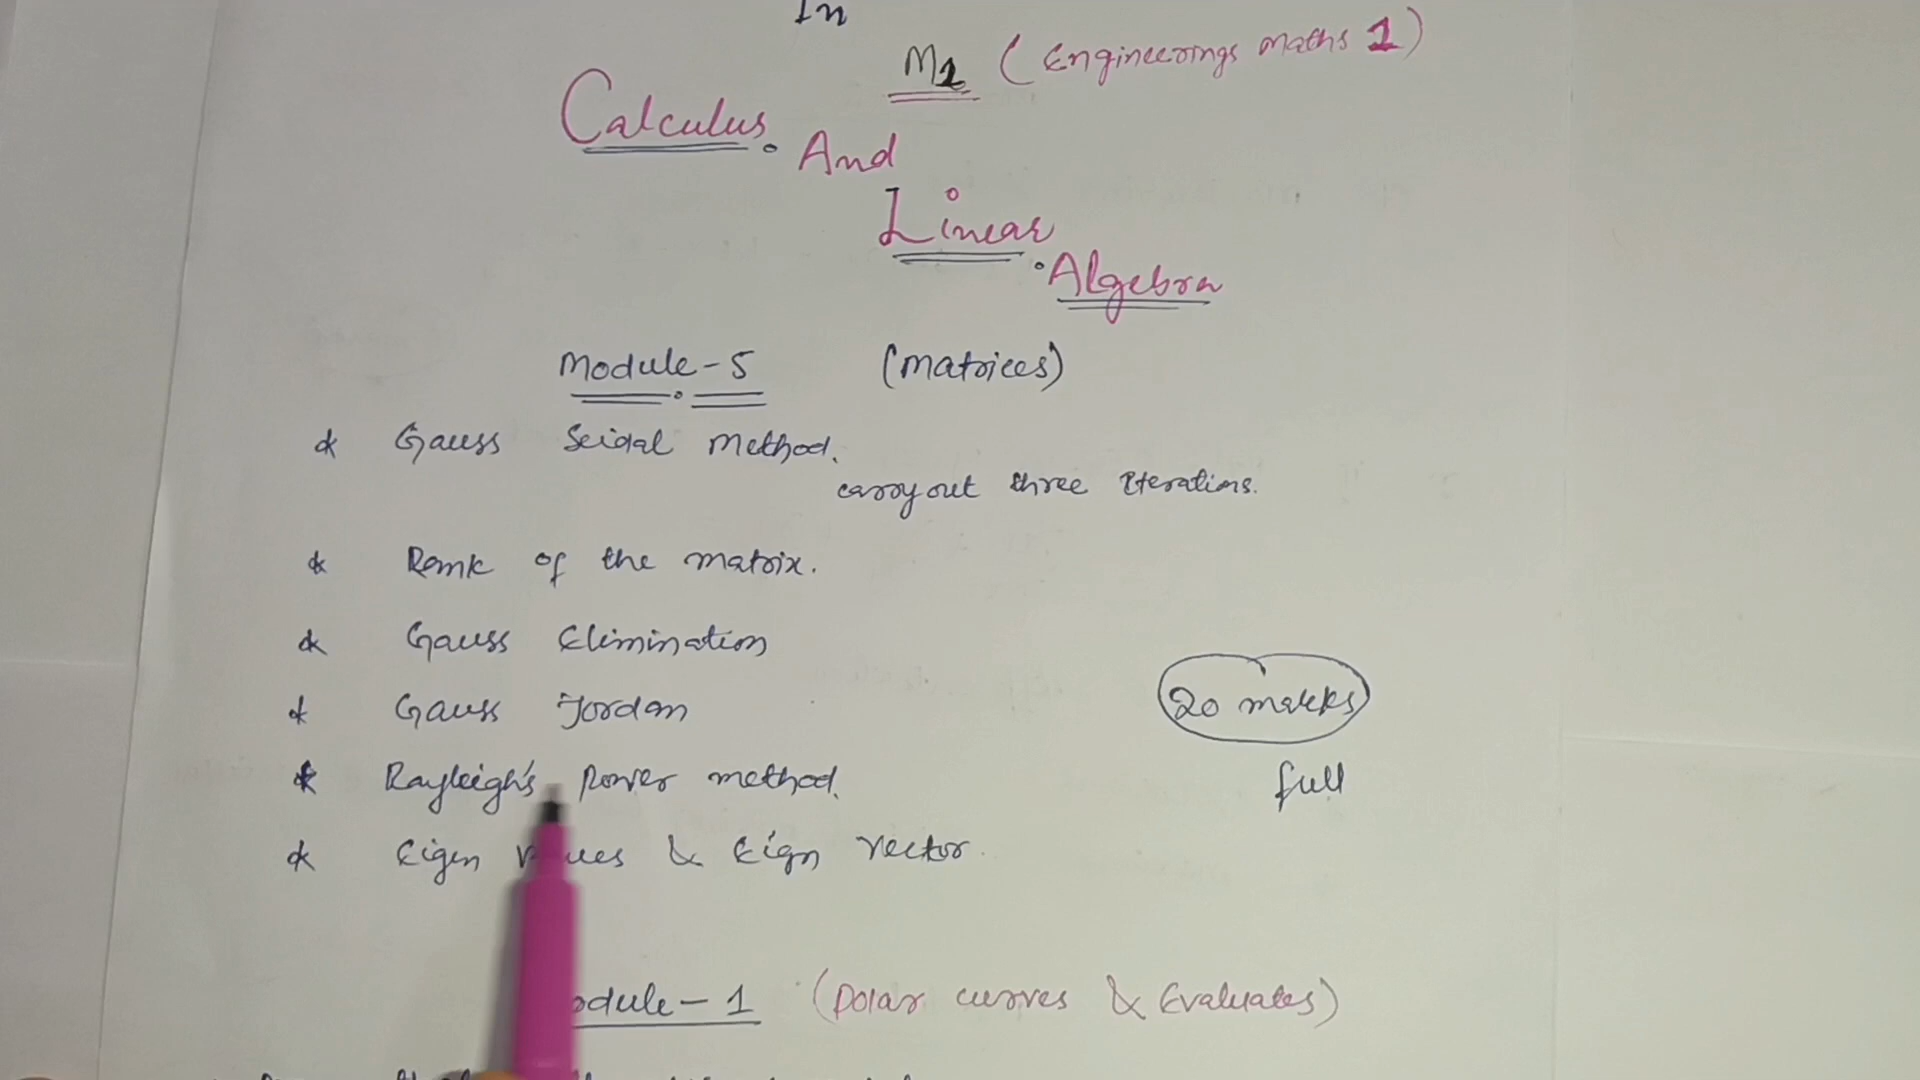 In
M1 (Engineerings Maths 1)
Calculus And
Linear
Algebra
Module-5 (Matrices)
* Gauss Seidal Method.
carryout three Iterations.
* Rank of the matrix.
* Gauss Elimination
* Gauss Jordan
20 marks
* Rayleigh's Power method.
full
* Eigen & Eign Vector
odule-1 (Polar curves & Evaluates)